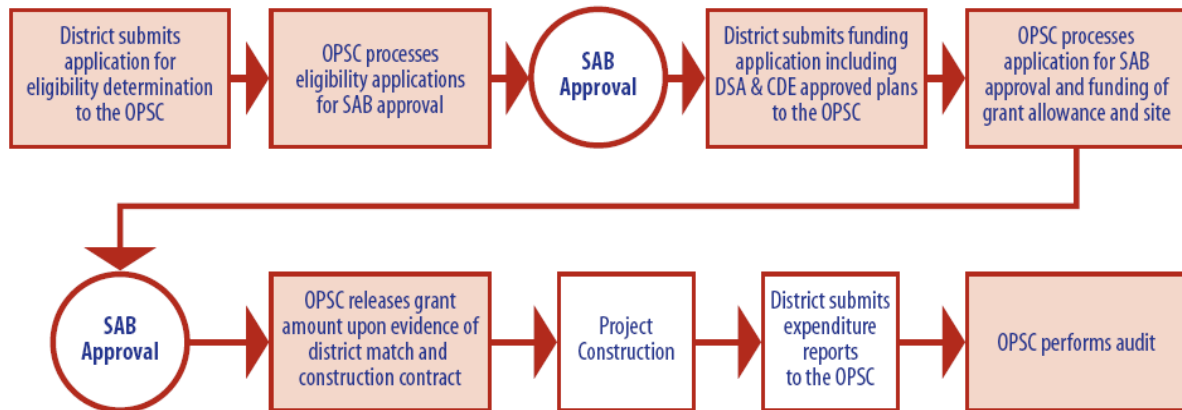 District submits
application for
eligibility determination
to the OPSC
OPSC processes
eligibility applications
for SAB approval
SAB
Approval
District submits funding
application including
DSA & CDE approved plans
to the OPSC
OPSC processes
application for SAB
approval and funding of
grant allowance and site
SAB
Approval
OPSC releases grant
amount upon evidence of
district match and
construction contract
Project
Construction
District submits
expenditure
reports
to the OPSC
OPSC performs audit